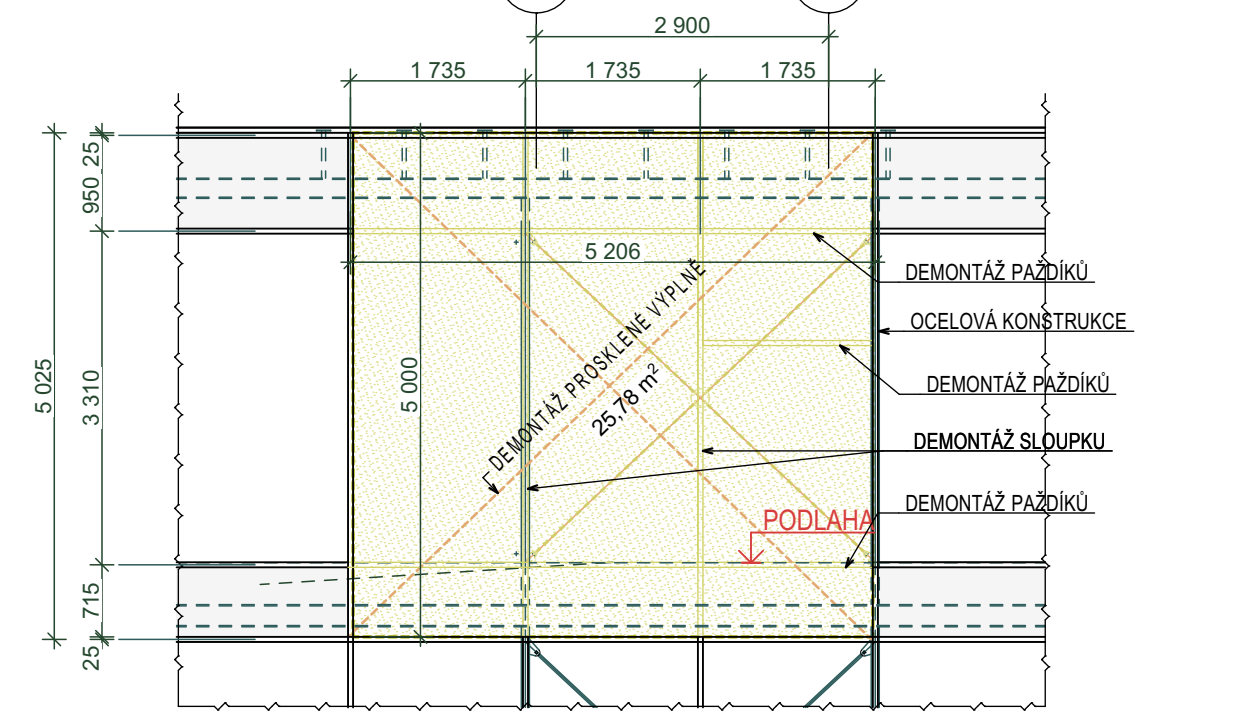 2 900
1 735
1 735
1 735
25
950
5 206
DEMONTÁŽ PAŽDÍKŮ
OCELOVÁ KONSTRUKCE
DEMONTÁŽ PROSKLENÉ VÝPLNĚ
25,78 m²
5 025
3 310
5 000
DEMONTÁŽ PAŽDÍKŮ
DEMONTÁŽ SLOUPKU
DEMONTÁŽ PAŽDÍKŮ
PODLAHA
715
25